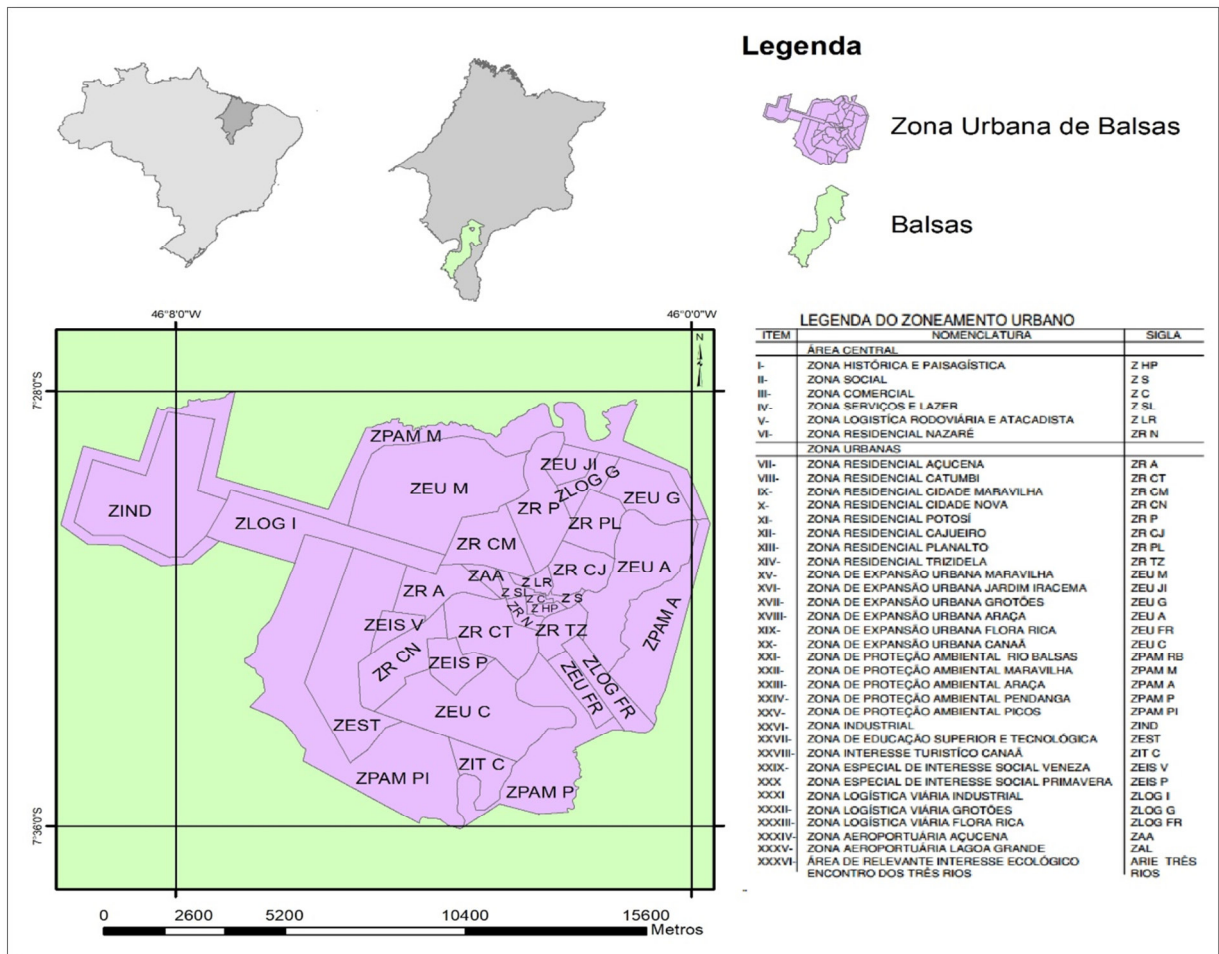 Legenda
Zona Urbana de Balsas
Balsas
46°8'0"W
46°0'0"W
N
7°28'0"S
7°36'0"S
ZPAM M
ZEU JI
ZLOG G
ZEU M
ZEU G
ZIND
ZLOG I
ZR P
ZR PL
ZR CM
ZR CJ
ZEU A
ZAA
Z LR
ZR A
Z SL
Z C
Z S
Z HP
ZR N
ZPAM A
ZEIS V
ZR CT
ZR TZ
ZR CN
ZEIS P
ZEU FR
ZLOG FR
ZEU C
ZEST
ZIT C
ZPAM PI
ZPAM P
0 2600 5200 10400 15600
Metros
LEGENDA DO ZONEAMENTO URBANO
ITEM NOMENCLATURA SIGLA
ÁREA CENTRAL
I- ZONA HISTÓRICA E PAISAGÍSTICA Z HP
II- ZONA SOCIAL Z S
III- ZONA COMERCIAL Z C
IV- ZONA SERVIÇOS E LAZER Z SL
V- ZONA LOGISTÍCA RODOVIÁRIA E ATACADISTA Z LR
VI- ZONA RESIDENCIAL NAZARÉ ZR N
ZONA URBANAS
VII- ZONA RESIDENCIAL AÇUCENA ZR A
VIII- ZONA RESIDENCIAL CATUMBI ZR CT
IX- ZONA RESIDENCIAL CIDADE MARAVILHA ZR CM
X- ZONA RESIDENCIAL CIDADE NOVA ZR CN
XI- ZONA RESIDENCIAL POTOSÍ ZR P
XII- ZONA RESIDENCIAL CAJUEIRO ZR CJ
XIII- ZONA RESIDENCIAL PLANALTO ZR PL
XIV- ZONA RESIDENCIAL TRIZIDELA ZR TZ
XV- ZONA DE EXPANSÃO URBANA MARAVILHA ZEU M
XVI- ZONA DE EXPANSÃO URBANA JARDIM IRACEMA ZEU JI
XVII- ZONA DE EXPANSÃO URBANA GROTÕES ZEU G
XVIII- ZONA DE EXPANSÃO URBANA ARAÇA ZEU A
XIX- ZONA DE EXPANSÃO URBANA FLORA RICA ZEU FR
XX- ZONA DE EXPANSÃO URBANA CANAÃ ZEU C
XXI- ZONA DE PROTEÇÃO AMBIENTAL RIO BALSAS ZPAM RB
XXII- ZONA DE PROTEÇÃO AMBIENTAL MARAVILHA ZPAM M
XXIII- ZONA DE PROTEÇÃO AMBIENTAL ARAÇA ZPAM A
XXIV- ZONA DE PROTEÇÃO AMBIENTAL PENDANGA ZPAM P
XXV- ZONA DE PROTEÇÃO AMBIENTAL PICOS ZPAM PI
XXVI- ZONA INDUSTRIAL ZIND
XXVII- ZONA DE EDUCAÇÃO SUPERIOR E TECNOLÓGICA ZEST
XXVIII- ZONA INTERESSE TURISTÍCO CANAÃ ZIT C
XXIX- ZONA ESPECIAL DE INTERESSE SOCIAL VENEZA ZEIS V
XXX ZONA ESPECIAL DE INTERESSE SOCIAL PRIMAVERA ZEIS P
XXXI ZONA LOGÍSTICA VIÁRIA INDUSTRIAL ZLOG I
XXXII- ZONA LOGÍSTICA VIÁRIA GROTÕES ZLOG G
XXXIII- ZONA LOGÍSTICA VIÁRIA FLORA RICA ZLOG FR
XXXIV- ZONA AEROPORTUÁRIA AÇUCENA ZAA
XXXV- ZONA AEROPORTUÁRIA LAGOA GRANDE ZAL
XXXVI- ÁREA DE RELEVANTE INTERESSE ECOLÓGICO ARIE TRÊS
ENCONTRO DOS TRÊS RIOS RIOS